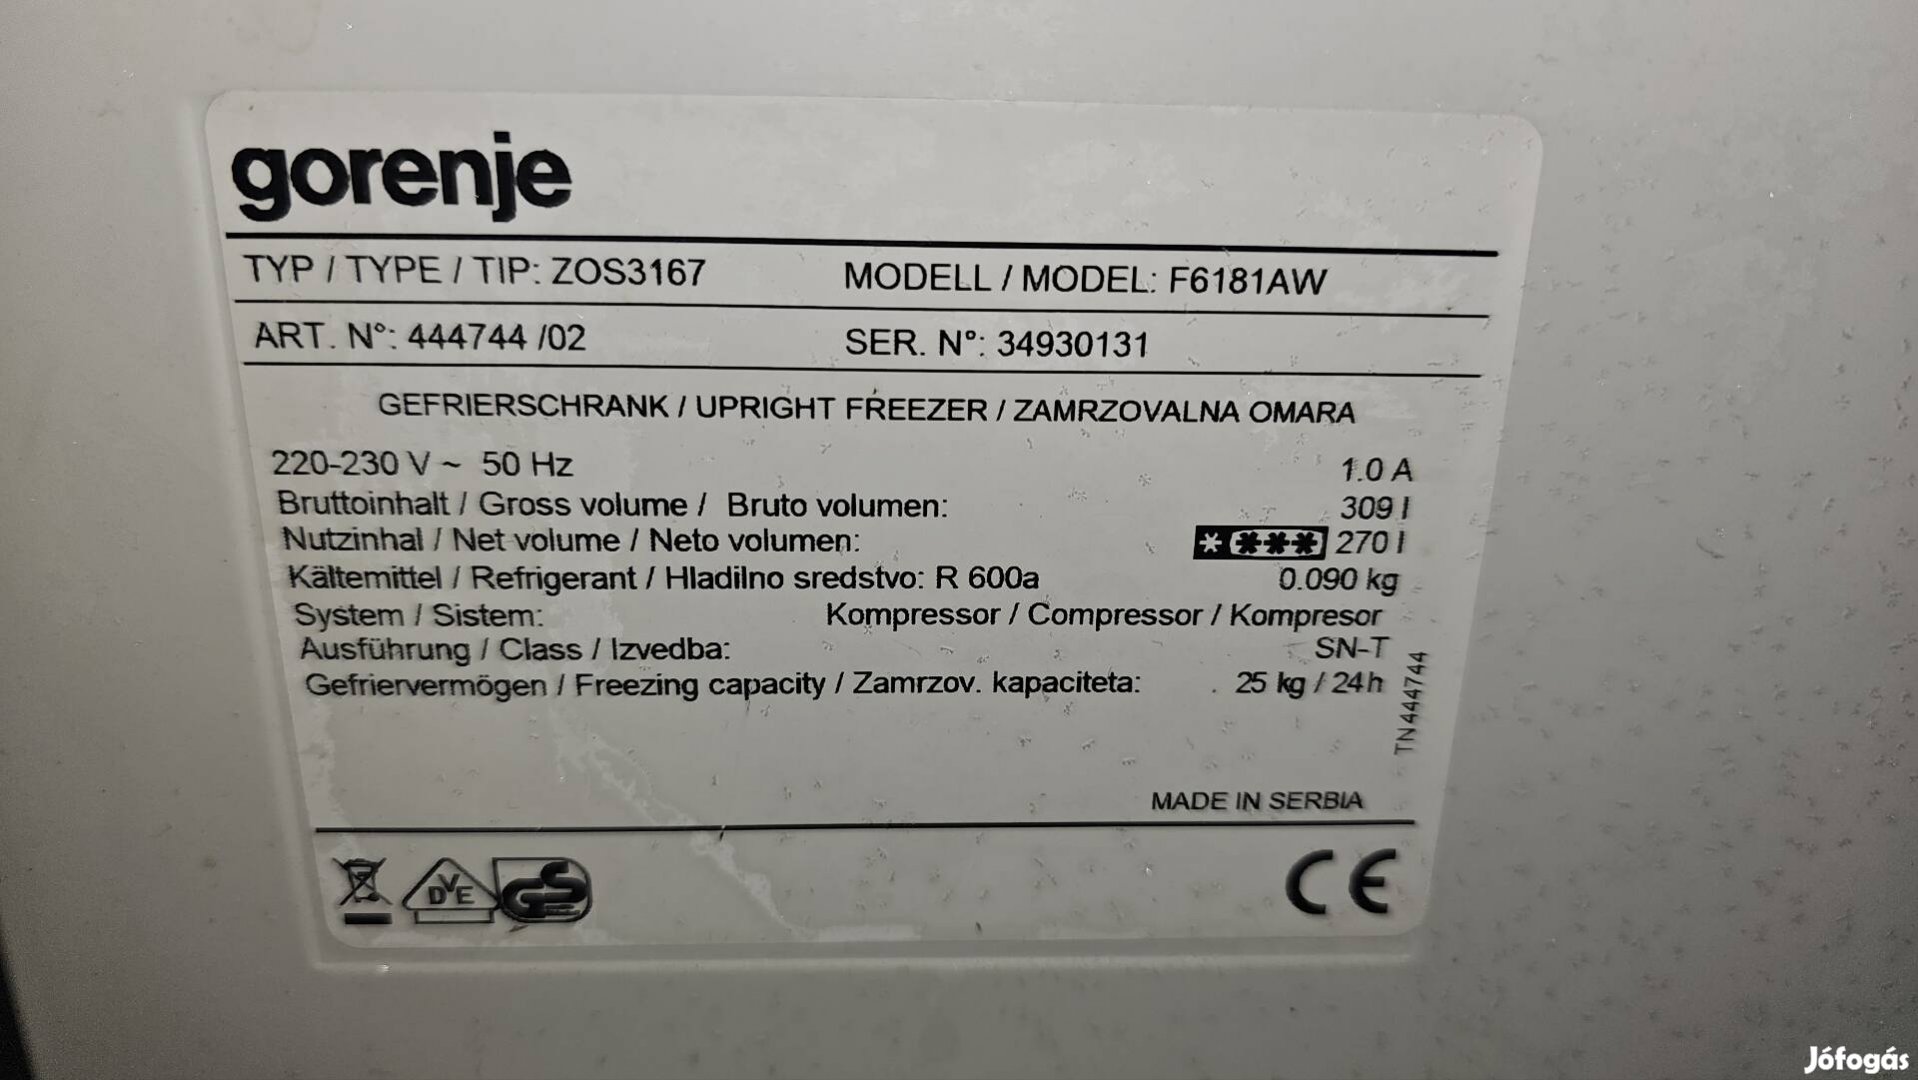 gorenje
TYP / TYPE / TIP: ZOS3167 MODELL / MODEL: F6181AW
ART. N°: 444744 /02 SER. N°: 34930131
GEFRIERSCHRANK / UPRIGHT FREEZER / ZAMRZOVALNA OMARA
220-230 V ~ 50 Hz 1.0 A
Bruttoinhalt / Gross volume / Bruto volumen: 309 l
Nutzinhal / Net volume / Neto volumen: 270 l
Kältemittel / Refrigerant / Hladilno sredstvo: R 600a 0.090 kg
System / Sistem: Kompressor / Compressor / Kompresor
Ausführung / Class / Izvedba: SN-T
Gefriervermögen / Freezing capacity / Zamrzov. kapaciteta: 25 kg / 24h
TN444744
MADE IN SERBIA
DVE GS CE
Jófogás